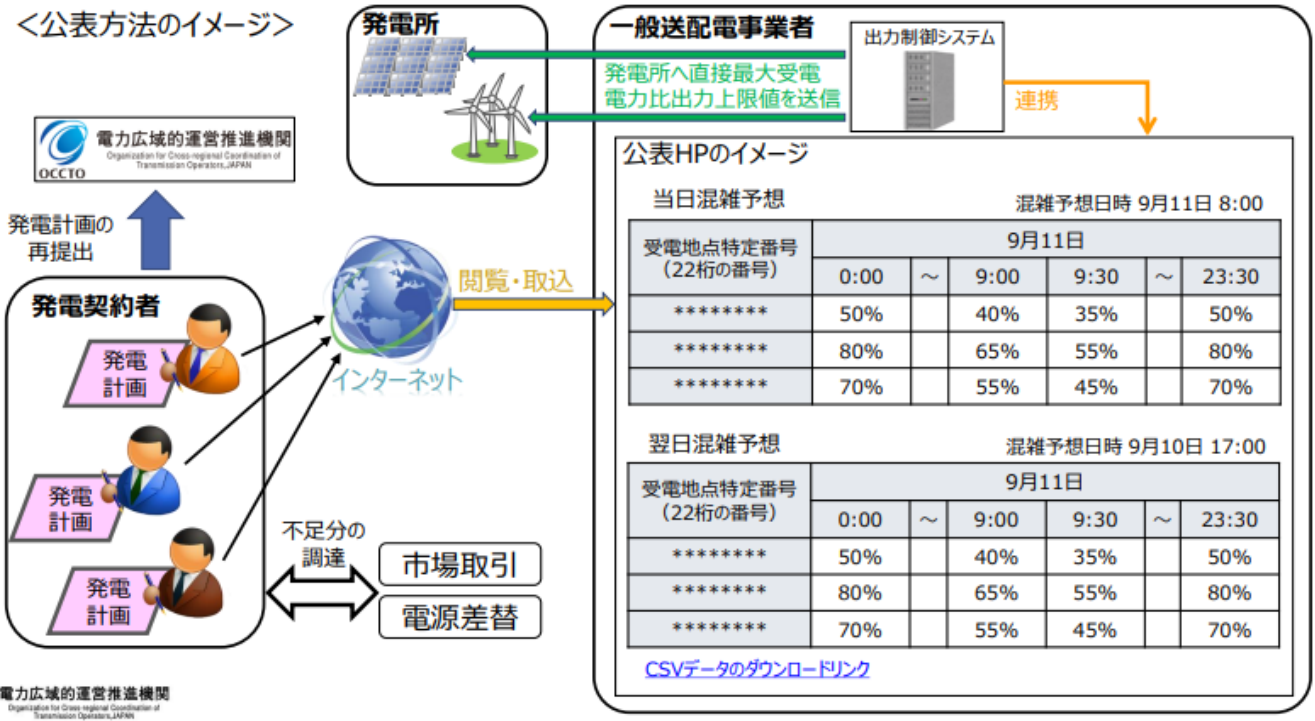 ＜公表方法のイメージ＞
発電所
一般送配電事業者
出力制御システム
発電所へ直接最大受電
電力比出力上限値を送信
連携
OCCTO
電力広域的運営推進機関
Organization for Cross-regional Coordination of
Transmission Operators,JAPAN
発電計画の
再提出
発電契約者
発電
計画
発電
計画
発電
計画
インターネット
閲覧・取込
不足分の
調達
市場取引
電源差替
公表HPのイメージ
当日混雑予想 混雑予想日時 9月11日 8:00
受電地点特定番号
（22桁の番号）
9月11日
0:00 ～ 9:00 9:30 ～ 23:30
******** 50% 40% 35% 50%
******** 80% 65% 55% 80%
******** 70% 55% 45% 70%
翌日混雑予想 混雑予想日時 9月10日 17:00
受電地点特定番号
（22桁の番号）
9月11日
0:00 ～ 9:00 9:30 ～ 23:30
******** 50% 40% 35% 50%
******** 80% 65% 55% 80%
******** 70% 55% 45% 70%
CSVデータのダウンロードリンク
電力広域的運営推進機関
Organization for Cross-regional Coordination of
Transmission Operators,JAPAN